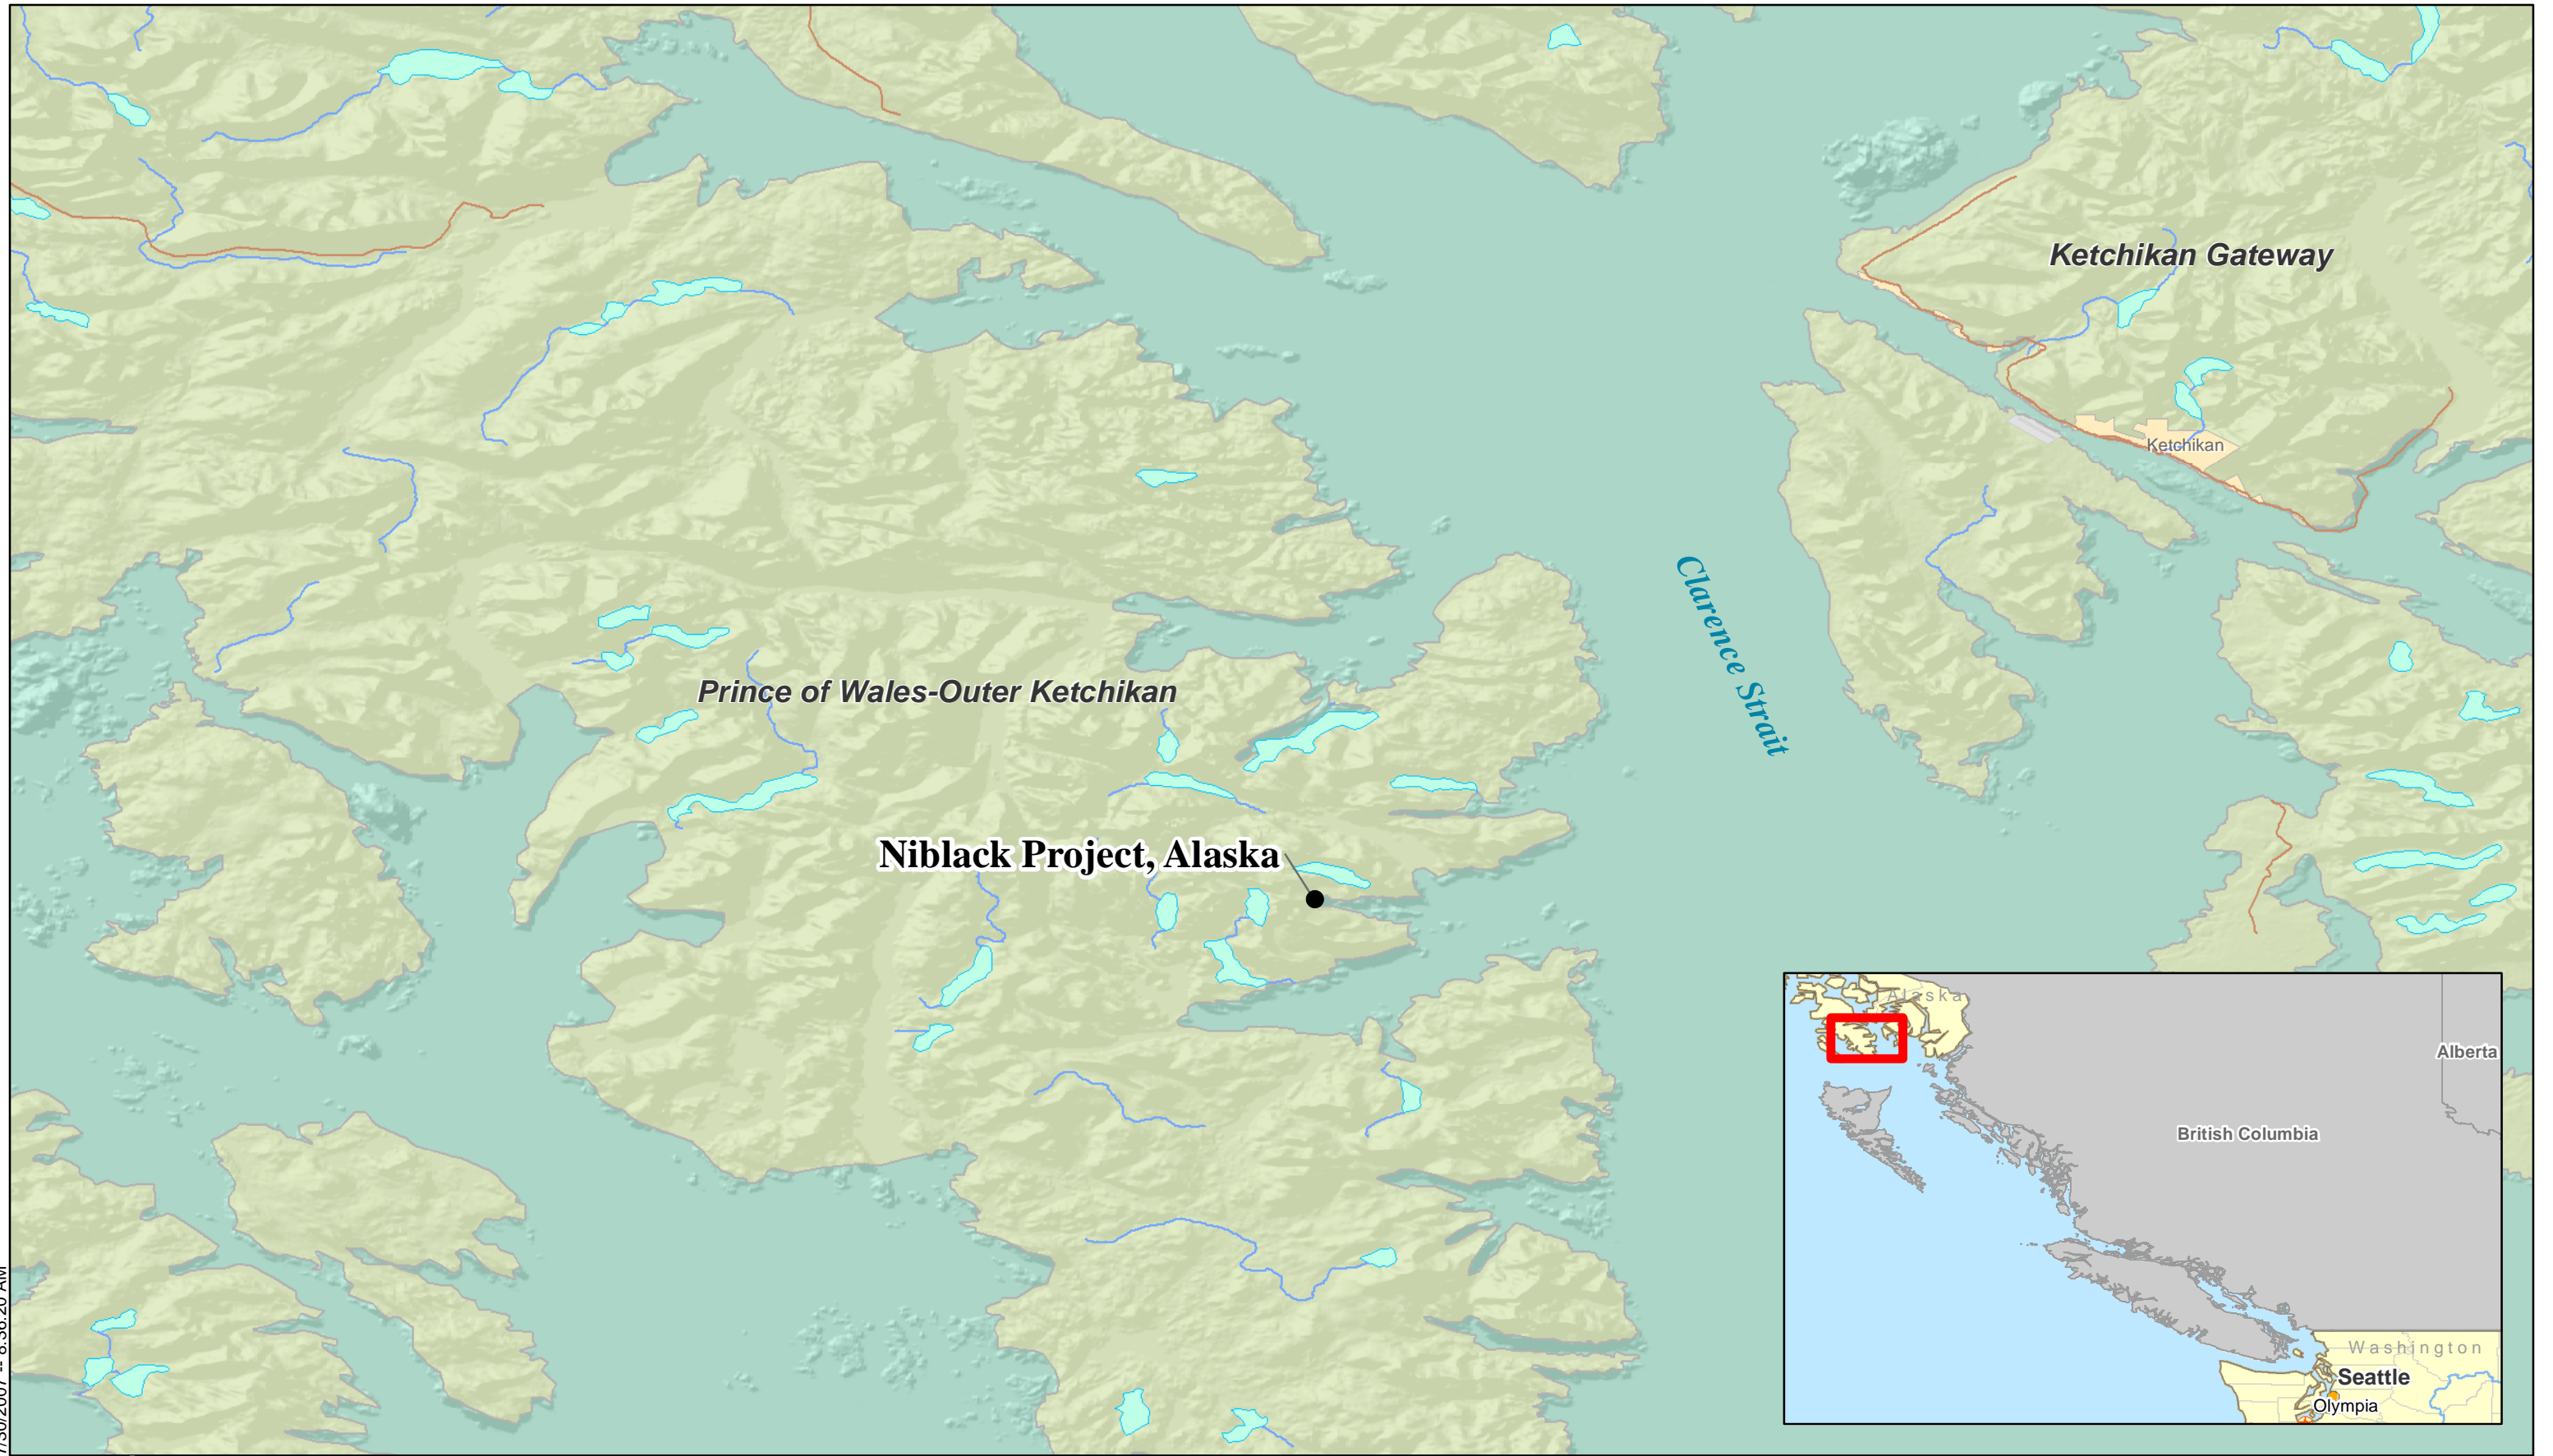 Ketchikan Gateway
Ketchikan
Clarence Strait
Prince of Wales-Outer Ketchikan
Niblack Project, Alaska
Alaska
Alberta
British Columbia
Washington
Seattle
Olympia